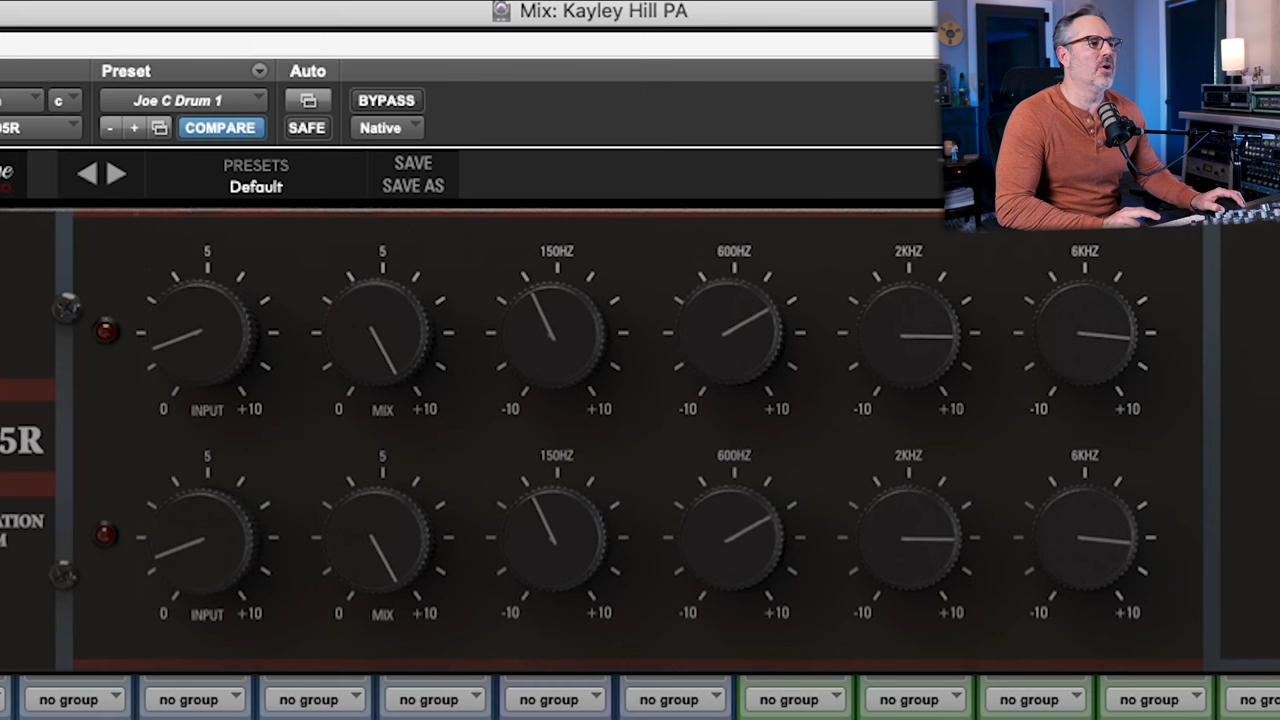 Mix: Kayley Hill PA
Preset
Auto
c
Joe C Drum 1
BYPASS
5R
- +
COMPARE
SAFE
Native
PRESETS
Default
SAVE
SAVE AS
5 5 150HZ 600HZ 2KHZ 6KHZ
0 INPUT +10 0 MIX +10 -10 +10 -10 +10 -10 +10 -10 +10
5R
5 5 150HZ 600HZ 2KHZ 6KHZ
ATION
M
0 INPUT +10 0 MIX +10 -10 +10 -10 +10 -10 +10 -10 +10
no group no group no group no group no group no group no group no group no group no group no gr